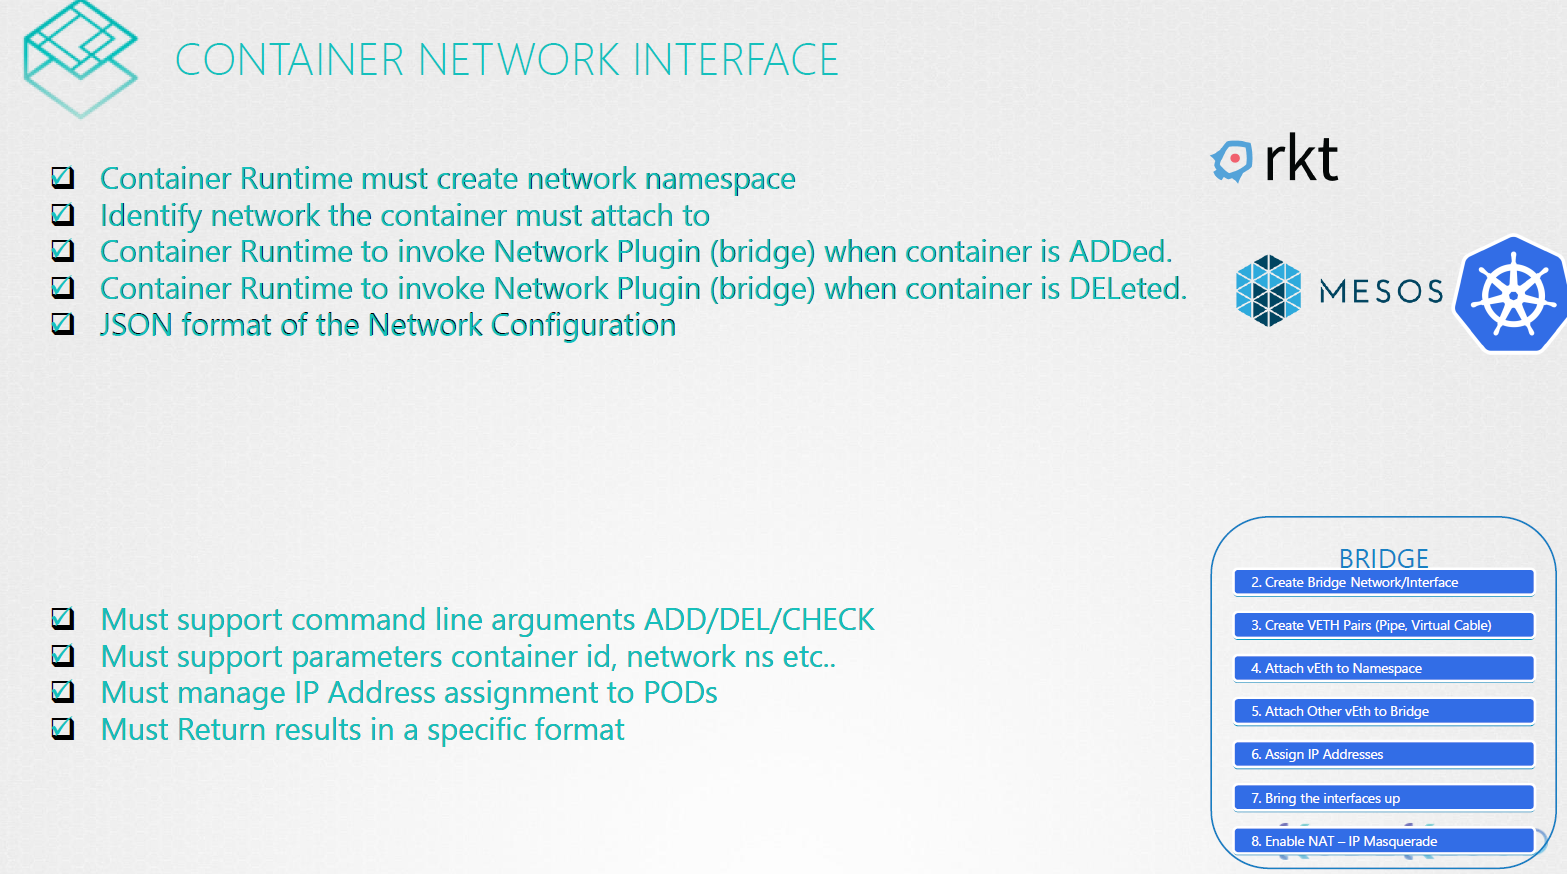 CONTAINER NETWORK INTERFACE
Container Runtime must create network namespace
Identify network the container must attach to
Container Runtime to invoke Network Plugin (bridge) when container is ADDed.
Container Runtime to invoke Network Plugin (bridge) when container is DELeted.
JSON format of the Network Configuration
rkt
MESOS
Must support command line arguments ADD/DEL/CHECK
Must support parameters container id, network ns etc..
Must manage IP Address assignment to PODs
Must Return results in a specific format
BRIDGE
2. Create Bridge Network/Interface
3. Create VETH Pairs (Pipe, Virtual Cable)
4. Attach vEth to Namespace
5. Attach Other vEth to Bridge
6. Assign IP Addresses
7. Bring the interfaces up
8. Enable NAT – IP Masquerade